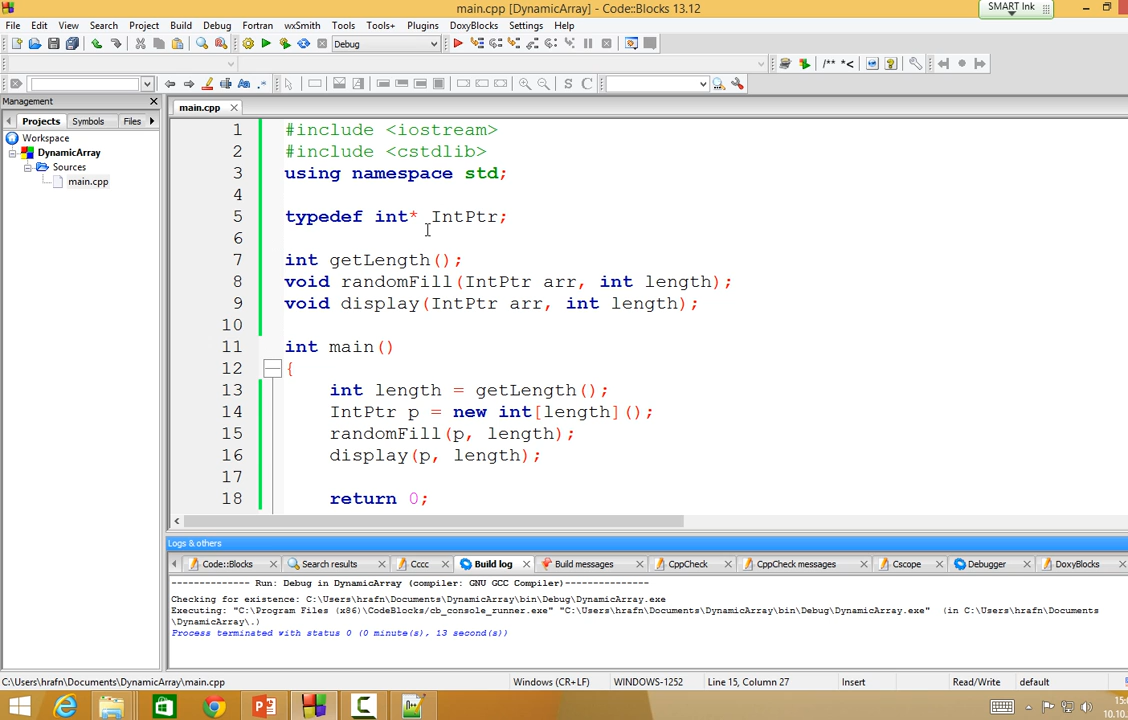 main.cpp [DynamicArray] - Code::Blocks 13.12
SMART Ink
File Edit View Search Project Build Debug Fortran wxSmith Tools Tools+ Plugins DoxyBlocks Settings Help
Debug
/** *<
Aa .*
S C
Management
main.cpp
Projects Symbols Files
Workspace
DynamicArray
Sources
main.cpp
1 #include <iostream>
2 #include <cstdlib>
3 using namespace std;
4
5 typedef int* IntPtr;
6
7 int getLength();
8 void randomFill(IntPtr arr, int length);
9 void display(IntPtr arr, int length);
10
11 int main()
12 {
13 int length = getLength();
14 IntPtr p = new int[length]();
15 randomFill(p, length);
16 display(p, length);
17
18 return 0;
Logs & others
Code::Blocks Search results Cccc Build log Build messages CppCheck CppCheck messages Cscope Debugger DoxyBlocks
-------------- Run: Debug in DynamicArray (compiler: GNU GCC Compiler)---------------
Checking for existence: C:\Users\hrafn\Documents\DynamicArray\bin\Debug\DynamicArray.exe
Executing: "C:\Program Files (x86)\CodeBlocks/cb_console_runner.exe" "C:\Users\hrafn\Documents\DynamicArray\bin\Debug\DynamicArray.exe" (in C:\Users\hrafn\Documents
\DynamicArray\.)
Process terminated with status 0 (0 minute(s), 13 second(s))
C:\Users\hrafn\Documents\DynamicArray\main.cpp Windows (CR+LF) WINDOWS-1252 Line 15, Column 27 Insert Read/Write default
10.10.